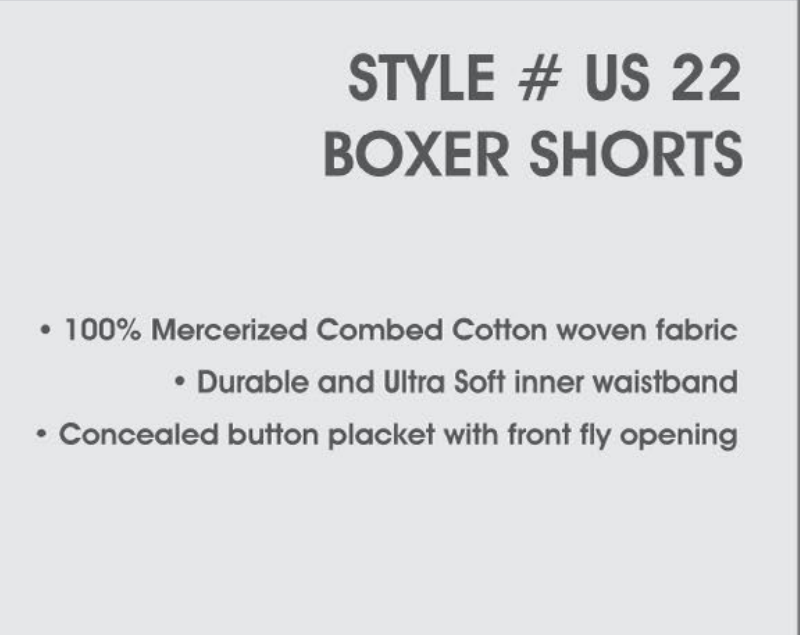 STYLE # US 22
BOXER SHORTS
• 100% Mercerized Combed Cotton woven fabric
• Durable and Ultra Soft inner waistband
• Concealed button placket with front fly opening